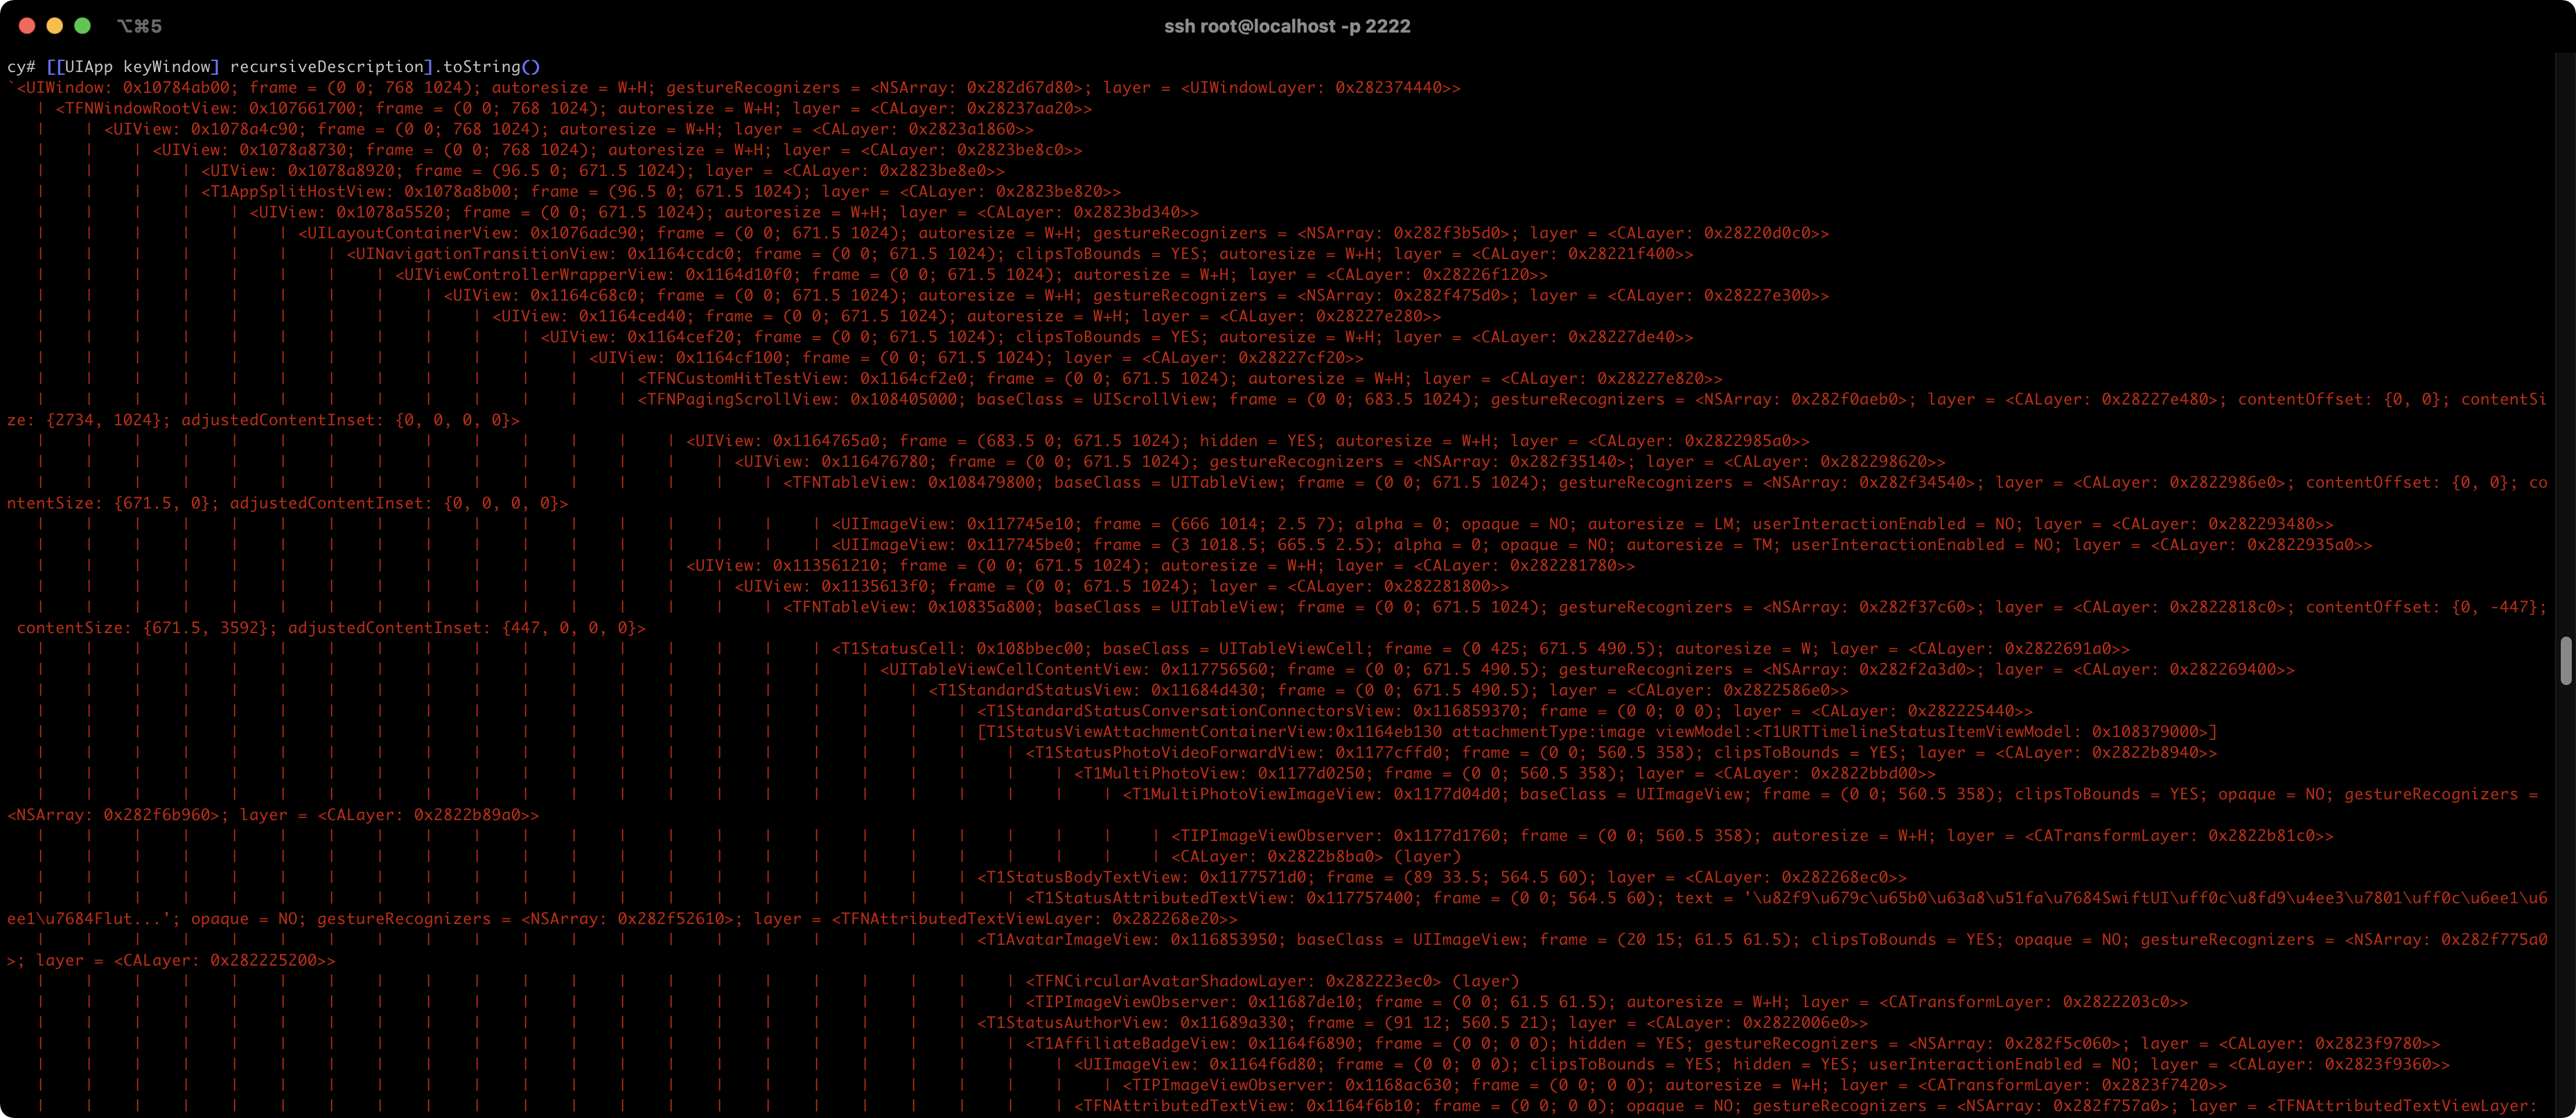 ⌥⌘5
ssh root@localhost -p 2222
cy# [[UIApp keyWindow] recursiveDescription].toString()
`<UIWindow: 0x10784ab00; frame = (0 0; 768 1024); autoresize = W+H; gestureRecognizers = <NSArray: 0x282d67d80>; layer = <UIWindowLayer: 0x282374440>>
| <TFNWindowRootView: 0x107661700; frame = (0 0; 768 1024); autoresize = W+H; layer = <CALayer: 0x28237aa20>>
| | <UIView: 0x1078a4c90; frame = (0 0; 768 1024); autoresize = W+H; layer = <CALayer: 0x2823a1860>>
| | | <UIView: 0x1078a8730; frame = (0 0; 768 1024); autoresize = W+H; layer = <CALayer: 0x2823be8c0>>
| | | | <UIView: 0x1078a8920; frame = (96.5 0; 671.5 1024); layer = <CALayer: 0x2823be8e0>>
| | | | <T1AppSplitHostView: 0x1078a8b00; frame = (96.5 0; 671.5 1024); layer = <CALayer: 0x2823be820>>
| | | | | <UIView: 0x1078a5520; frame = (0 0; 671.5 1024); autoresize = W+H; layer = <CALayer: 0x2823bd340>>
| | | | | | <UILayoutContainerView: 0x1076adc90; frame = (0 0; 671.5 1024); autoresize = W+H; gestureRecognizers = <NSArray: 0x282f3b5d0>; layer = <CALayer: 0x28220d0c0>>
| | | | | | | <UINavigationTransitionView: 0x1164ccdc0; frame = (0 0; 671.5 1024); clipsToBounds = YES; autoresize = W+H; layer = <CALayer: 0x28221f400>>
| | | | | | | | <UIViewControllerWrapperView: 0x1164d10f0; frame = (0 0; 671.5 1024); autoresize = W+H; layer = <CALayer: 0x28226f120>>
| | | | | | | | | <UIView: 0x1164c68c0; frame = (0 0; 671.5 1024); autoresize = W+H; gestureRecognizers = <NSArray: 0x282f475d0>; layer = <CALayer: 0x28227e300>>
| | | | | | | | | | <UIView: 0x1164ced40; frame = (0 0; 671.5 1024); autoresize = W+H; layer = <CALayer: 0x28227e280>>
| | | | | | | | | | | <UIView: 0x1164cef20; frame = (0 0; 671.5 1024); clipsToBounds = YES; autoresize = W+H; layer = <CALayer: 0x28227de40>>
| | | | | | | | | | | | <UIView: 0x1164cf100; frame = (0 0; 671.5 1024); layer = <CALayer: 0x28227cf20>>
| | | | | | | | | | | | | <TFNCustomHitTestView: 0x1164cf2e0; frame = (0 0; 671.5 1024); autoresize = W+H; layer = <CALayer: 0x28227e820>>
| | | | | | | | | | | | | <TFNPagingScrollView: 0x108405000; baseClass = UIScrollView; frame = (0 0; 683.5 1024); gestureRecognizers = <NSArray: 0x282f0aeb0>; layer = <CALayer: 0x28227e480>; contentOffset: {0, 0}; contentSi
ze: {2734, 1024}; adjustedContentInset: {0, 0, 0, 0}>
| | | | | | | | | | | | | | <UIView: 0x1164765a0; frame = (683.5 0; 671.5 1024); hidden = YES; autoresize = W+H; layer = <CALayer: 0x2822985a0>>
| | | | | | | | | | | | | | | <UIView: 0x116476780; frame = (0 0; 671.5 1024); gestureRecognizers = <NSArray: 0x282f35140>; layer = <CALayer: 0x282298620>>
| | | | | | | | | | | | | | | | <TFNTableView: 0x108479800; baseClass = UITableView; frame = (0 0; 671.5 1024); gestureRecognizers = <NSArray: 0x282f34540>; layer = <CALayer: 0x2822986e0>; contentOffset: {0, 0}; co
ntentSize: {671.5, 0}; adjustedContentInset: {0, 0, 0, 0}>
| | | | | | | | | | | | | | | | | <UIImageView: 0x117745e10; frame = (666 1014; 2.5 7); alpha = 0; opaque = NO; autoresize = LM; userInteractionEnabled = NO; layer = <CALayer: 0x282293480>>
| | | | | | | | | | | | | | | | | <UIImageView: 0x117745be0; frame = (3 1018.5; 665.5 2.5); alpha = 0; opaque = NO; autoresize = TM; userInteractionEnabled = NO; layer = <CALayer: 0x2822935a0>>
| | | | | | | | | | | | | | <UIView: 0x113561210; frame = (0 0; 671.5 1024); autoresize = W+H; layer = <CALayer: 0x282281780>>
| | | | | | | | | | | | | | | <UIView: 0x1135613f0; frame = (0 0; 671.5 1024); layer = <CALayer: 0x282281800>>
| | | | | | | | | | | | | | | | <TFNTableView: 0x10835a800; baseClass = UITableView; frame = (0 0; 671.5 1024); gestureRecognizers = <NSArray: 0x282f37c60>; layer = <CALayer: 0x2822818c0>; contentOffset: {0, -447};
contentSize: {671.5, 3592}; adjustedContentInset: {447, 0, 0, 0}>
| | | | | | | | | | | | | | | | | <T1StatusCell: 0x108bbec00; baseClass = UITableViewCell; frame = (0 425; 671.5 490.5); autoresize = W; layer = <CALayer: 0x2822691a0>>
| | | | | | | | | | | | | | | | | | <UITableViewCellContentView: 0x117756560; frame = (0 0; 671.5 490.5); gestureRecognizers = <NSArray: 0x282f2a3d0>; layer = <CALayer: 0x282269400>>
| | | | | | | | | | | | | | | | | | | <T1StandardStatusView: 0x11684d430; frame = (0 0; 671.5 490.5); layer = <CALayer: 0x2822586e0>>
| | | | | | | | | | | | | | | | | | | | <T1StandardStatusConversationConnectorsView: 0x116859370; frame = (0 0; 0 0); layer = <CALayer: 0x282225440>>
| | | | | | | | | | | | | | | | | | | | [T1StatusViewAttachmentContainerView:0x1164eb130 attachmentType:image viewModel:<T1URTTimelineStatusItemViewModel: 0x108379000>]
| | | | | | | | | | | | | | | | | | | | | <T1StatusPhotoVideoForwardView: 0x1177cffd0; frame = (0 0; 560.5 358); clipsToBounds = YES; layer = <CALayer: 0x2822b8940>>
| | | | | | | | | | | | | | | | | | | | | | <T1MultiPhotoView: 0x1177d0250; frame = (0 0; 560.5 358); layer = <CALayer: 0x2822bbd00>>
| | | | | | | | | | | | | | | | | | | | | | | <T1MultiPhotoViewImageView: 0x1177d04d0; baseClass = UIImageView; frame = (0 0; 560.5 358); clipsToBounds = YES; opaque = NO; gestureRecognizers =
<NSArray: 0x282f6b960>; layer = <CALayer: 0x2822b89a0>>
| | | | | | | | | | | | | | | | | | | | | | | | <TIPImageViewObserver: 0x1177d1760; frame = (0 0; 560.5 358); autoresize = W+H; layer = <CATransformLayer: 0x2822b81c0>>
| | | | | | | | | | | | | | | | | | | | | | | | <CALayer: 0x2822b8ba0> (layer)
| | | | | | | | | | | | | | | | | | | | <T1StatusBodyTextView: 0x1177571d0; frame = (89 33.5; 564.5 60); layer = <CALayer: 0x282268ec0>>
| | | | | | | | | | | | | | | | | | | | | <T1StatusAttributedTextView: 0x117757400; frame = (0 0; 564.5 60); text = '\u82f9\u679c\u65b0\u63a8\u51fa\u7684SwiftUI\uff0c\u8fd9\u4ee3\u7801\uff0c\u6ee1\u6
ee1\u7684Flut...'; opaque = NO; gestureRecognizers = <NSArray: 0x282f52610>; layer = <TFNAttributedTextViewLayer: 0x282268e20>>
| | | | | | | | | | | | | | | | | | | | <T1AvatarImageView: 0x116853950; baseClass = UIImageView; frame = (20 15; 61.5 61.5); clipsToBounds = YES; opaque = NO; gestureRecognizers = <NSArray: 0x282f775a0
>; layer = <CALayer: 0x282225200>>
| | | | | | | | | | | | | | | | | | | | | <TFNCircularAvatarShadowLayer: 0x282223ec0> (layer)
| | | | | | | | | | | | | | | | | | | | | <TIPImageViewObserver: 0x11687de10; frame = (0 0; 61.5 61.5); autoresize = W+H; layer = <CATransformLayer: 0x2822203c0>>
| | | | | | | | | | | | | | | | | | | | <T1StatusAuthorView: 0x11689a330; frame = (91 12; 560.5 21); layer = <CALayer: 0x2822006e0>>
| | | | | | | | | | | | | | | | | | | | | <T1AffiliateBadgeView: 0x1164f6890; frame = (0 0; 0 0); hidden = YES; gestureRecognizers = <NSArray: 0x282f5c060>; layer = <CALayer: 0x2823f9780>>
| | | | | | | | | | | | | | | | | | | | | | <UIImageView: 0x1164f6d80; frame = (0 0; 0 0); clipsToBounds = YES; hidden = YES; userInteractionEnabled = NO; layer = <CALayer: 0x2823f9360>>
| | | | | | | | | | | | | | | | | | | | | | | <TIPImageViewObserver: 0x1168ac630; frame = (0 0; 0 0); autoresize = W+H; layer = <CATransformLayer: 0x2823f7420>>
| | | | | | | | | | | | | | | | | | | | | | <TFNAttributedTextView: 0x1164f6b10; frame = (0 0; 0 0); opaque = NO; gestureRecognizers = <NSArray: 0x282f757a0>; layer = <TFNAttributedTextViewLayer: